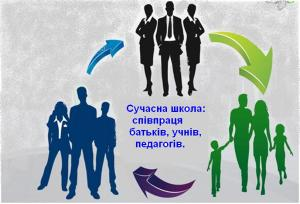 Сучасна школа:
співпраця
батьків, учнів,
педагогів.